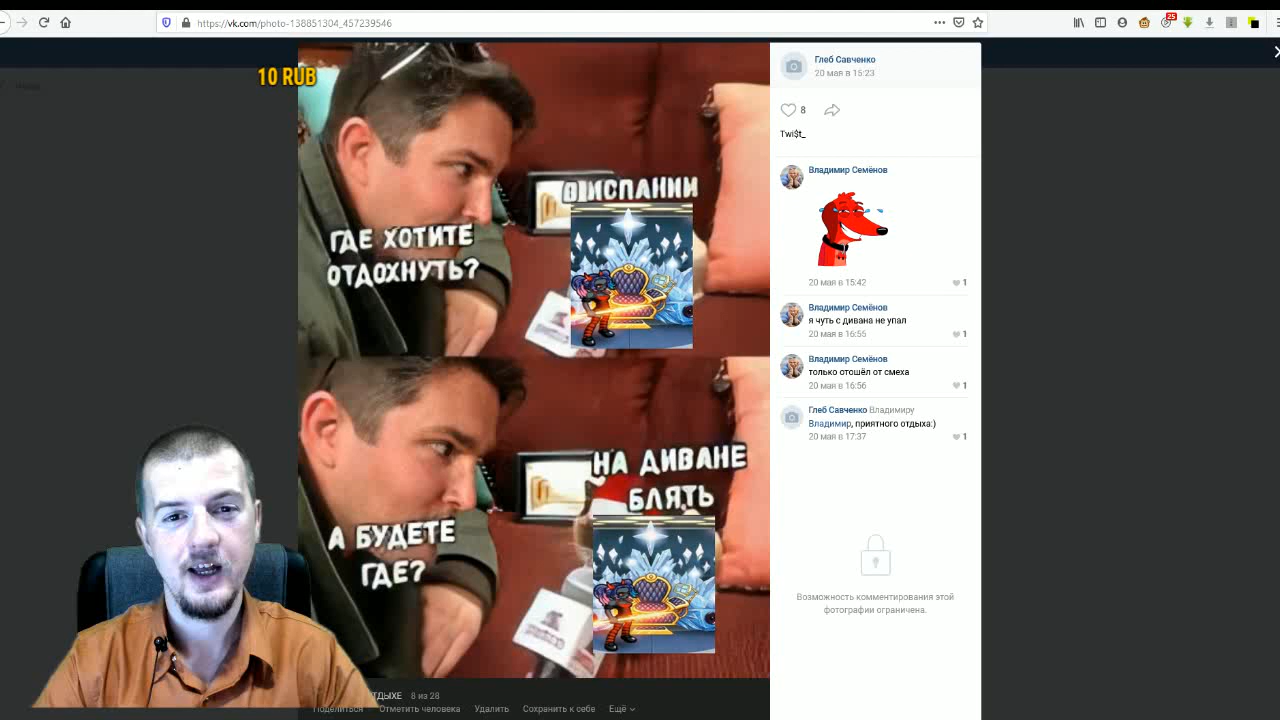 https://vk.com/photo-138851304_457239546
25
10 RUB
ГДЕ ХОТИТЕ
ОТДОХНУТЬ?
В ИСПАНИИ
А БУДЕТЕ
ГДЕ?
НА ДИВАНЕ
БЛЯТЬ
ТДЫХЕ 8 из 28
Поделиться Отметить человека Удалить Сохранить к себе Ещё
Глеб Савченко
20 мая в 15:23
8
Twi$t_
Владимир Семёнов
20 мая в 15:42 1
Владимир Семёнов
я чуть с дивана не упал
20 мая в 16:55 1
Владимир Семёнов
только отошёл от смеха
20 мая в 16:56 1
Глеб Савченко Владимиру
Владимир, приятного отдыха:)
20 мая в 17:37 1
Возможность комментирования этой
фотографии ограничена.